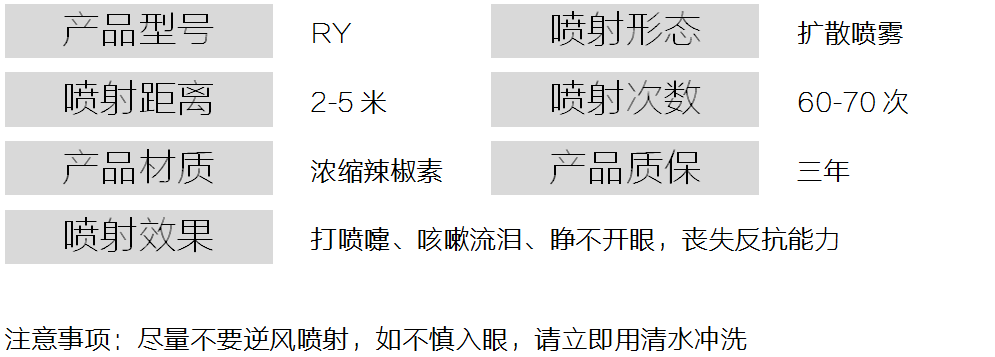 产品型号 RY 喷射形态 扩散喷雾
喷射距离 2-5 米 喷射次数 60-70 次
产品材质 浓缩辣椒素 产品质保 三年
喷射效果 打喷嚏、咳嗽流泪、睁不开眼，丧失反抗能力
注意事项；尽量不要逆风喷射，如不慎入眼，请立即用清水冲洗